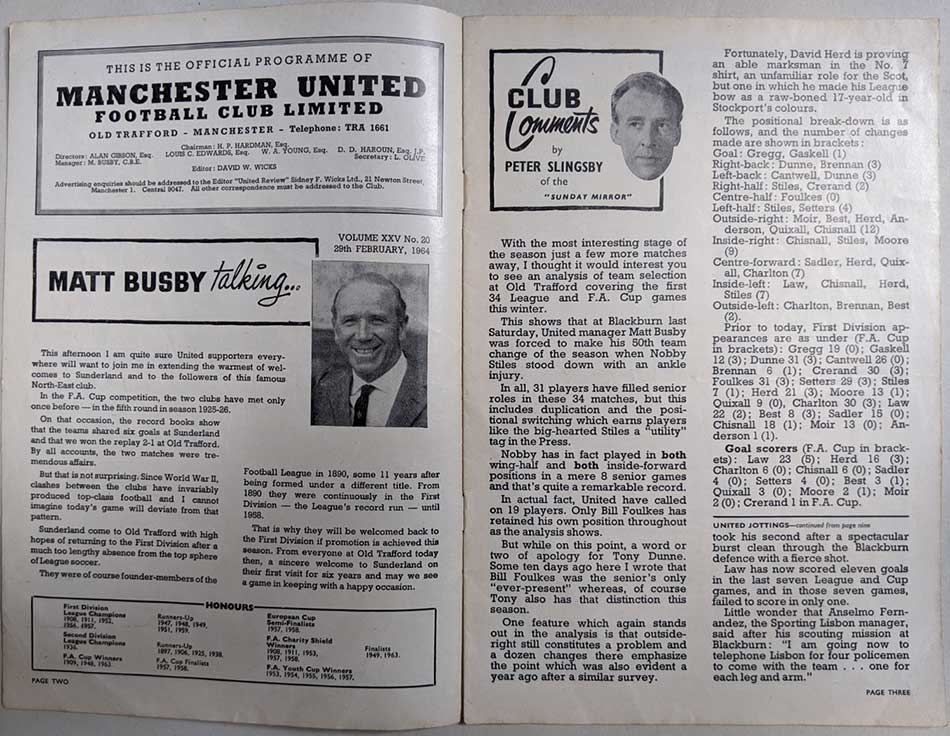 THIS IS THE OFFICIAL PROGRAMME OF
MANCHESTER UNITED
FOOTBALL CLUB LIMITED
OLD TRAFFORD - MANCHESTER - Telephone: TRA 1661
Chairman: H. P. HARDMAN, Esq.
Directors: ALAN GIBSON, Esq. LOUIS C. EDWARDS, Esq. W. A. YOUNG, Esq. D. D. HAROUN, Esq. J.P.
Manager: M. BUSBY, C.B.E. Secretary: L. OLIVE
Editor: DAVID W. WICKS
Advertising enquiries should be addressed to the Editor "United Review" Sidney F. Wicks Ltd., 21 Newton Street,
Manchester 1. Central 9047. All other correspondence must be addressed to the Club.
VOLUME XXV No. 20
29th FEBRUARY, 1964
MATT BUSBY talking...
This afternoon I am quite sure United supporters every-
where will want to join me in extending the warmest of wel-
comes to Sunderland and to the followers of this famous
North-East club.
In the F.A. Cup competition, the two clubs have met only
once before — in the fifth round in season 1925-26.
On that occasion, the record books show
that the teams shared six goals at Sunderland
and that we won the replay 2-1 at Old Trafford.
By all accounts, the two matches were tre-
mendous affairs.
But that is not surprising. Since World War II,
clashes between the clubs have invariably
produced top-class football and I cannot
imagine today's game will deviate from that
pattern.
Sunderland come to Old Trafford with high
hopes of returning to the First Division after a
much too lengthy absence from the top sphere
of League soccer.
They were of course founder-members of the
Football League in 1890, some 11 years after
being formed under a different title. From
1890 they were continuously in the First
Division — the League's record run — until
1958.
That is why they will be welcomed back to
the First Division if promotion is achieved this
season. From everyone at Old Trafford today
then, a sincere welcome to Sunderland on
their first visit for six years and may we see
a game in keeping with a happy occasion.
HONOURS
First Division
League Champions
1908, 1911, 1952,
1956, 1957.
Second Division
League Champions
1936.
F.A. Cup Winners
1909, 1948, 1963.
Runners-Up
1947, 1948, 1949,
1951, 1959.
Runners-Up
1897, 1906, 1925, 1938.
F.A. Cup Finalists
1957, 1958.
European Cup
Semi-Finalists
1957, 1958.
F.A. Charity Shield
Winners
1908, 1911, 1953,
1957, 1958.
F.A. Youth Cup Winners
1953, 1954, 1955, 1956, 1957.
Finalists
1949, 1963.
PAGE TWO
CLUB
Comments
by
PETER SLINGSBY
of the
"SUNDAY MIRROR"
With the most interesting stage of
the season just a few more matches
away, I thought it would interest you
to see an analysis of team selection
at Old Trafford covering the first
34 League and F.A. Cup games
this winter.
This shows that at Blackburn last
Saturday, United manager Matt Busby
was forced to make his 50th team
change of the season when Nobby
Stiles stood down with an ankle
injury.
In all, 31 players have filled senior
roles in these 34 matches, but this
includes duplication and the posi-
tional switching which earns players
like the big-hearted Stiles a "utility"
tag in the Press.
Nobby has in fact played in both
wing-half and both inside-forward
positions in a mere 8 senior games
and that's quite a remarkable record.
In actual fact, United have called
on 19 players. Only Bill Foulkes has
retained his own position throughout
as the analysis shows.
But while on this point, a word or
two of apology for Tony Dunne.
Some ten days ago here I wrote that
Bill Foulkes was the senior's only
"ever-present" whereas, of course
Tony also has that distinction this
season.
One feature which again stands
out in the analysis is that outside-
right still constitutes a problem and
a dozen changes there emphasize
the point which was also evident a
year ago after a similar survey.
Fortunately, David Herd is proving
an able marksman in the No. 7
shirt, an unfamiliar role for the Scot,
but one in which he made his League
bow as a raw-boned 17-year-old in
Stockport's colours.
The positional break-down is as
follows, and the number of changes
made are shown in brackets:
Goal: Gregg, Gaskell (1)
Right-back: Dunne, Brennan (3)
Left-back: Cantwell, Dunne (3)
Right-half: Stiles, Crerand (2)
Centre-half: Foulkes (0)
Left-half: Stiles, Setters (4)
Outside-right: Moir, Best, Herd, An-
derson, Quixall, Chisnall (12)
Inside-right: Chisnall, Stiles, Moore
(9)
Centre-forward: Sadler, Herd, Quix-
all, Charlton (7)
Inside-left: Law, Chisnall, Herd,
Stiles (7)
Outside-left: Charlton, Brennan, Best
(2).
Prior to today, First Division ap-
pearances are as under (F.A. Cup
in brackets): Gregg 19 (0); Gaskell
12 (3); Dunne 31 (3); Cantwell 26 (0);
Brennan 6 (1); Crerand 30 (3);
Foulkes 31 (3); Setters 29 (3); Stiles
7 (1); Herd 21 (3); Moore 13 (1);
Quixall 9 (0), Charlton 30 (3); Law
22 (2); Best 8 (3); Sadler 15 (0);
Chisnall 18 (1); Moir 13 (0); An-
derson 1 (1).
Goal scorers (F.A. Cup in brack-
ets): Law 23 (5); Herd 16 (3);
Charlton 6 (0); Chisnall 6 (0); Sadler
4 (0); Setters 4 (0); Best 3 (1);
Quixall 3 (0); Moore 2 (1); Moir
2 (0); Crerand 1 in F.A. Cup.
UNITED JOTTINGS—continued from page nine
took his second after a spectacular
burst clean through the Blackburn
defence with a fierce shot.
Law has now scored eleven goals
in the last seven League and Cup
games, and in those seven games,
failed to score in only one.
Little wonder that Anselmo Fern-
andez, the Sporting Lisbon manager,
said after his scouting mission at
Blackburn: "I am going now to
telephone Lisbon for four policemen
to come with the team . . . one for
each leg and arm."
PAGE THREE